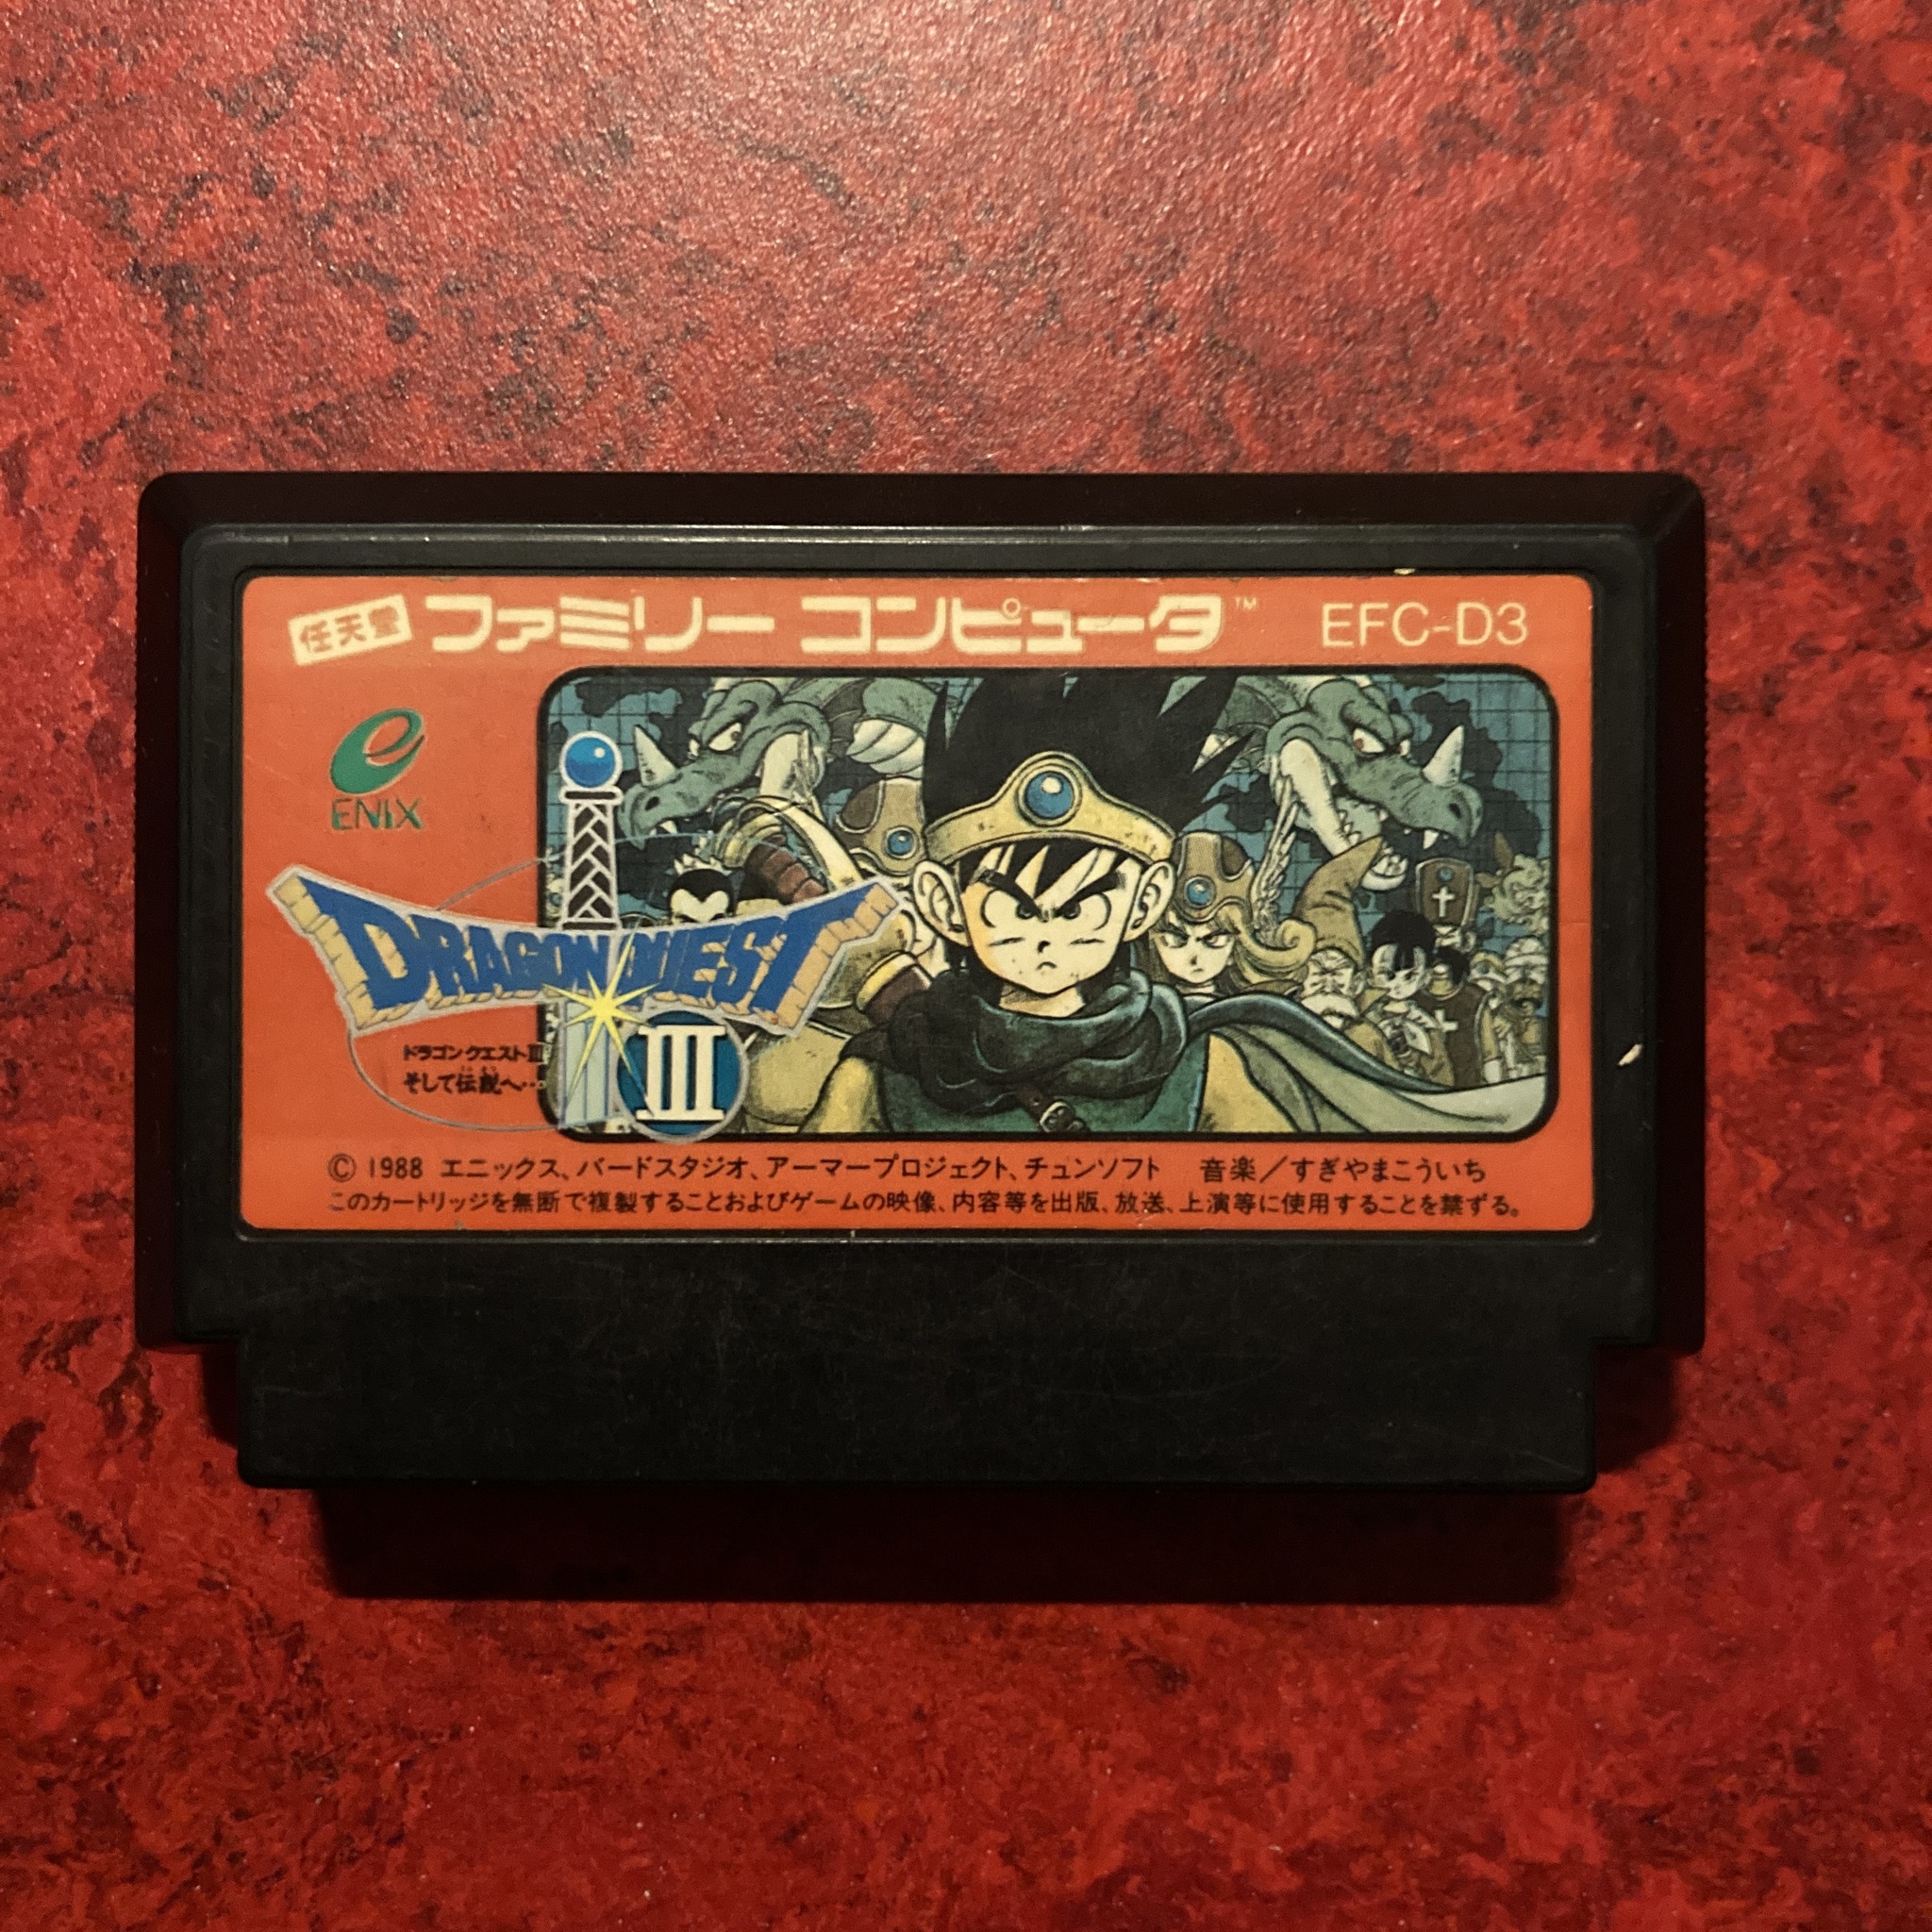 任天堂 ファミリー コンピュータ™ EFC-D3
ENIX
DRAGON QUEST
III
ドラゴンクエストIII
そして伝説へ…
© 1988 エニックス、バードスタジオ、アーマープロジェクト、チュンソフト 音楽／すぎやまこういち
このカートリッジを無断で複製することおよびゲームの映像、内容等を出版、放送、上演等に使用することを禁ずる。